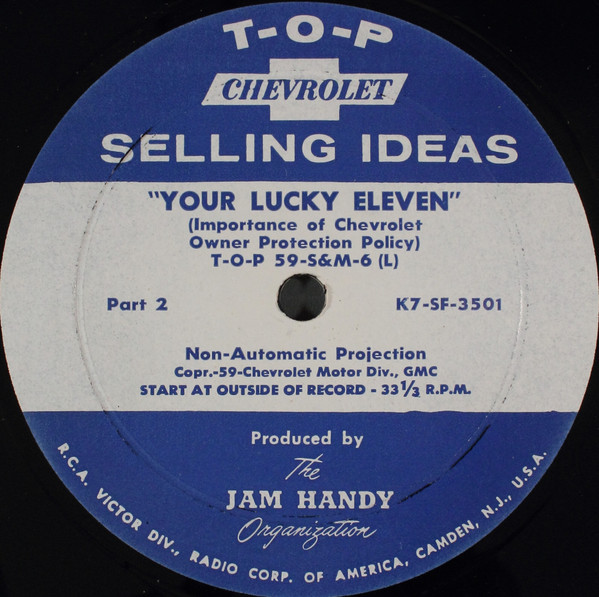 T-O-P
CHEVROLET
SELLING IDEAS
"YOUR LUCKY ELEVEN"
(Importance of Chevrolet
Owner Protection Policy)
T-O-P 59-S&M-6 (L)
Part 2
K7-SF-3501
Non-Automatic Projection
Copr.-59-Chevrolet Motor Div., GMC
START AT OUTSIDE OF RECORD - 33 1/3 R.P.M.
Produced by
The
JAM HANDY
Organization
R.C.A. VICTOR DIV., RADIO CORP. OF AMERICA, CAMDEN, N.J., U.S.A.